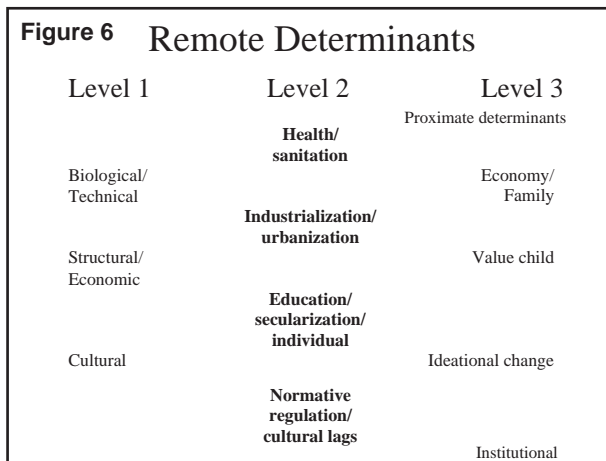 Figure 6 Remote Determinants
Level 1 Level 2 Level 3
Proximate determinants
Health/
sanitation
Biological/
Technical
Economy/
Family
Industrialization/
urbanization
Structural/
Economic
Value child
Education/
secularization/
individual
Cultural
Ideational change
Normative
regulation/
cultural lags
Institutional